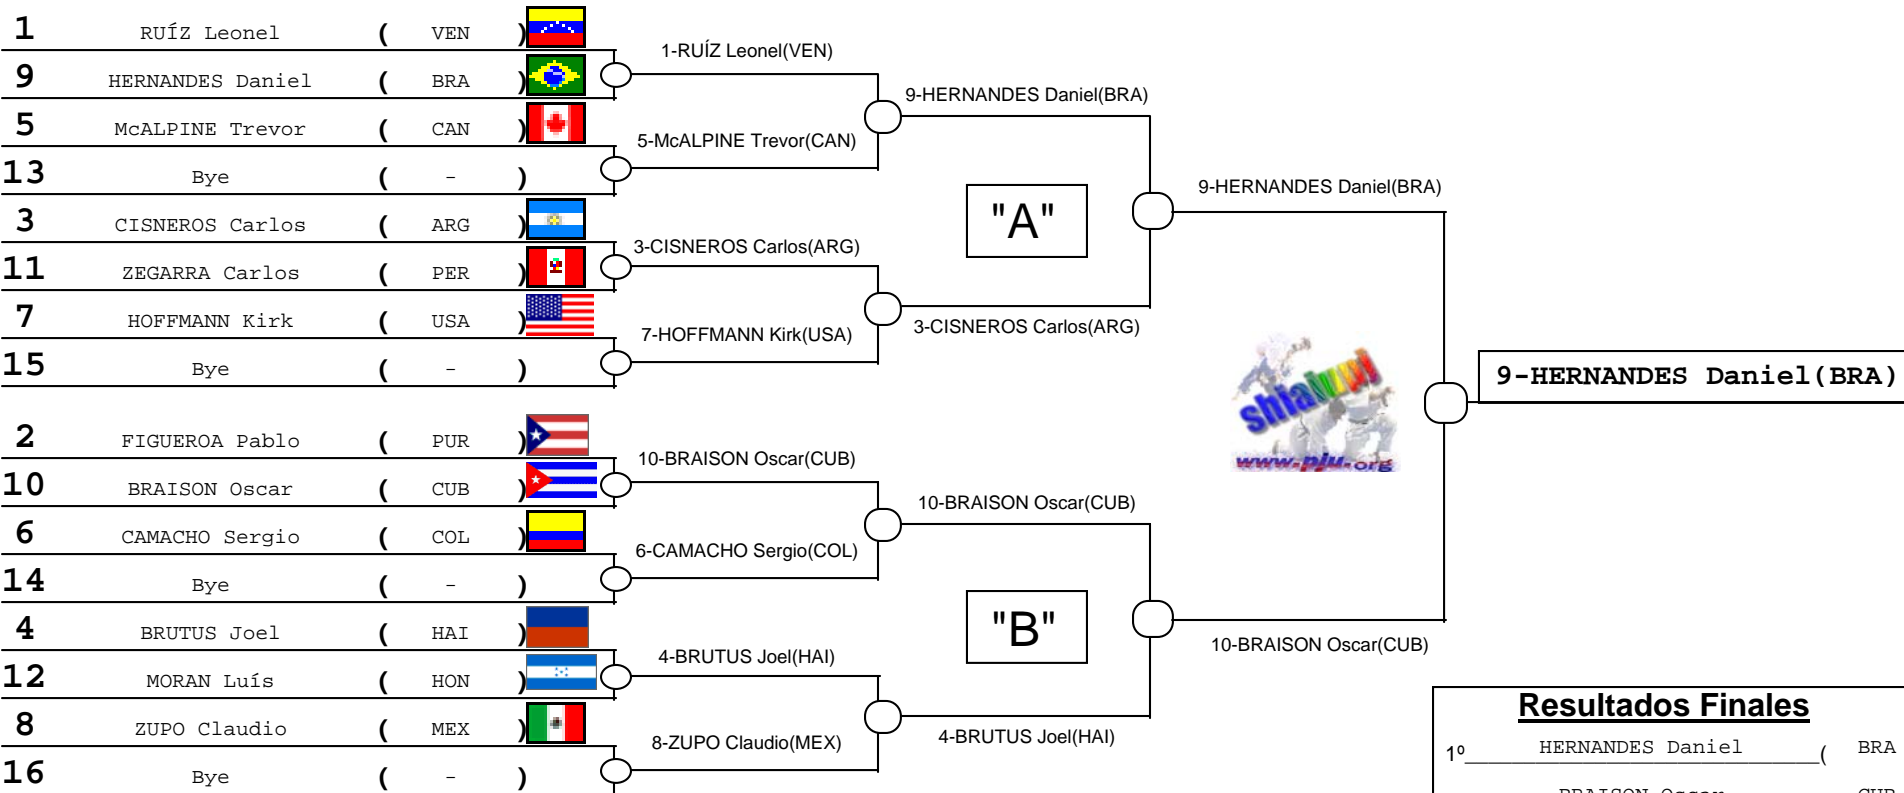 1 RUÍZ Leonel ( VEN )
9 HERNANDES Daniel ( BRA )
5 McALPINE Trevor ( CAN )
13 Bye ( - )
3 CISNEROS Carlos ( ARG )
11 ZEGARRA Carlos ( PER )
7 HOFFMANN Kirk ( USA )
15 Bye ( - )
2 FIGUEROA Pablo ( PUR )
10 BRAISON Oscar ( CUB )
6 CAMACHO Sergio ( COL )
14 Bye ( - )
4 BRUTUS Joel ( HAI )
12 MORAN Luís ( HON )
8 ZUPO Claudio ( MEX )
16 Bye ( - )
1-RUÍZ Leonel(VEN)
5-McALPINE Trevor(CAN)
3-CISNEROS Carlos(ARG)
7-HOFFMANN Kirk(USA)
10-BRAISON Oscar(CUB)
6-CAMACHO Sergio(COL)
4-BRUTUS Joel(HAI)
8-ZUPO Claudio(MEX)
9-HERNANDES Daniel(BRA)
3-CISNEROS Carlos(ARG)
10-BRAISON Oscar(CUB)
4-BRUTUS Joel(HAI)
"A"
"B"
9-HERNANDES Daniel(BRA)
10-BRAISON Oscar(CUB)
www.pju.org
9-HERNANDES Daniel(BRA)
Resultados Finales
1º HERNANDES Daniel ( BRA
BRAISON Oscar CUB